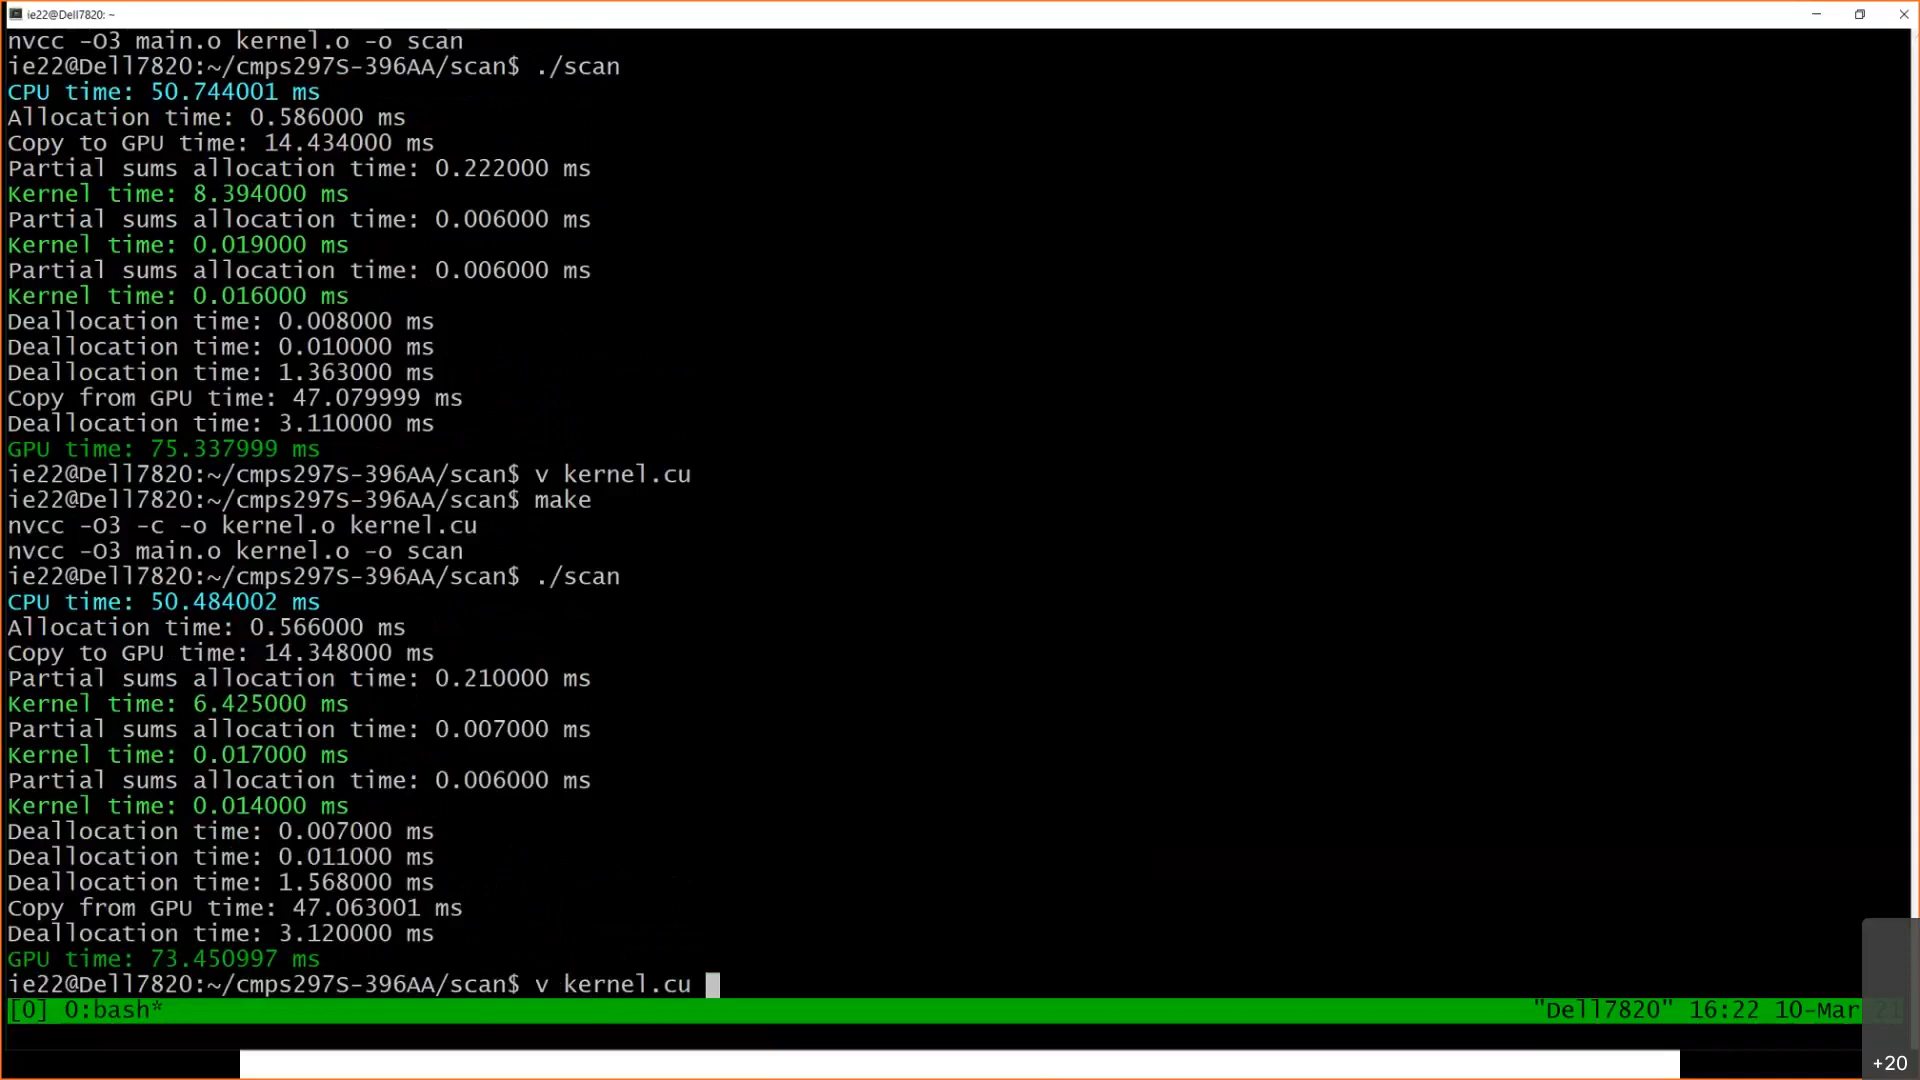 ie22@Dell7820: ~
nvcc -O3 main.o kernel.o -o scan
ie22@Dell7820:~/cmps297S-396AA/scan$ ./scan
CPU time: 50.744001 ms
Allocation time: 0.586000 ms
Copy to GPU time: 14.434000 ms
Partial sums allocation time: 0.222000 ms
Kernel time: 8.394000 ms
Partial sums allocation time: 0.006000 ms
Kernel time: 0.019000 ms
Partial sums allocation time: 0.006000 ms
Kernel time: 0.016000 ms
Deallocation time: 0.008000 ms
Deallocation time: 0.010000 ms
Deallocation time: 1.363000 ms
Copy from GPU time: 47.079999 ms
Deallocation time: 3.110000 ms
GPU time: 75.337999 ms
ie22@Dell7820:~/cmps297S-396AA/scan$ v kernel.cu
ie22@Dell7820:~/cmps297S-396AA/scan$ make
nvcc -O3 -c -o kernel.o kernel.cu
nvcc -O3 main.o kernel.o -o scan
ie22@Dell7820:~/cmps297S-396AA/scan$ ./scan
CPU time: 50.484002 ms
Allocation time: 0.566000 ms
Copy to GPU time: 14.348000 ms
Partial sums allocation time: 0.210000 ms
Kernel time: 6.425000 ms
Partial sums allocation time: 0.007000 ms
Kernel time: 0.017000 ms
Partial sums allocation time: 0.006000 ms
Kernel time: 0.014000 ms
Deallocation time: 0.007000 ms
Deallocation time: 0.011000 ms
Deallocation time: 1.568000 ms
Copy from GPU time: 47.063001 ms
Deallocation time: 3.120000 ms
GPU time: 73.450997 ms
ie22@Dell7820:~/cmps297S-396AA/scan$ v kernel.cu
[0] 0:bash* "Dell7820" 16:22 10-Mar-21
+20